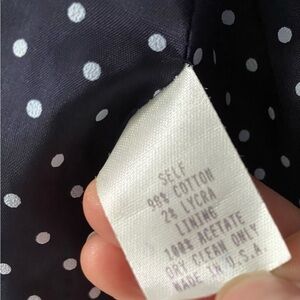 SELF
98% COTTON
2% LYCRA
LINING
100% ACETATE
DRY CLEAN ONLY
MADE IN U.S.A.